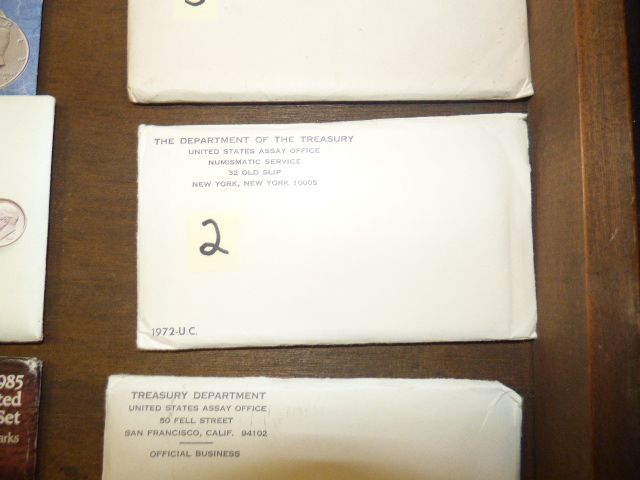 THE DEPARTMENT OF THE TREASURY
UNITED STATES ASSAY OFFICE
NUMISMATIC SERVICE
32 OLD SLIP
NEW YORK, NEW YORK 10005
2
1972-U.C.
TREASURY DEPARTMENT
UNITED STATES ASSAY OFFICE
50 FELL STREET
SAN FRANCISCO, CALIF. 94102
OFFICIAL BUSINESS
985
ted
Set
arks